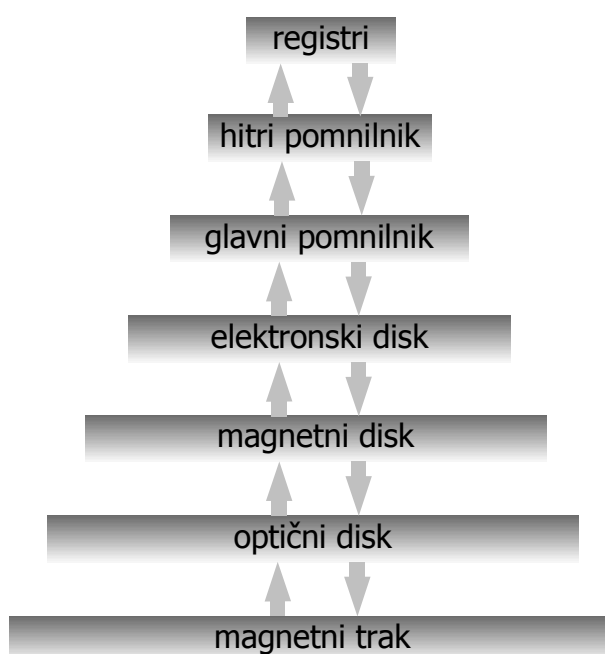 registri
hitri pomnilnik
glavni pomnilnik
elektronski disk
magnetni disk
optični disk
magnetni trak